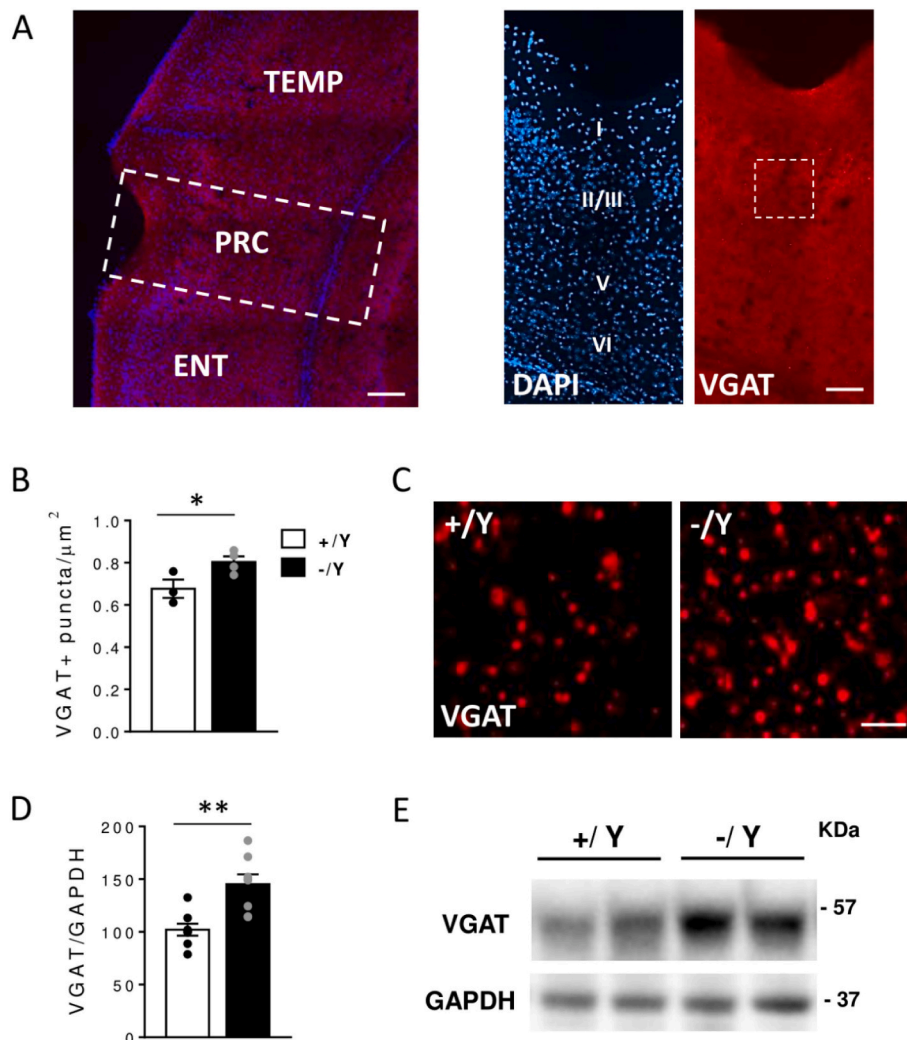 A
TEMP
PRC
ENT
I
II/III
V
VI
DAPI
VGAT
B
*
VGAT+ puncta/μm²
1.0
0.8
0.6
0.4
0.2
0.0
+/Y
-/Y
C
+/Y
-/Y
VGAT
D
**
VGAT/GAPDH
200
150
100
50
0
E
+/ Y
-/ Y
KDa
VGAT
- 57
GAPDH
- 37